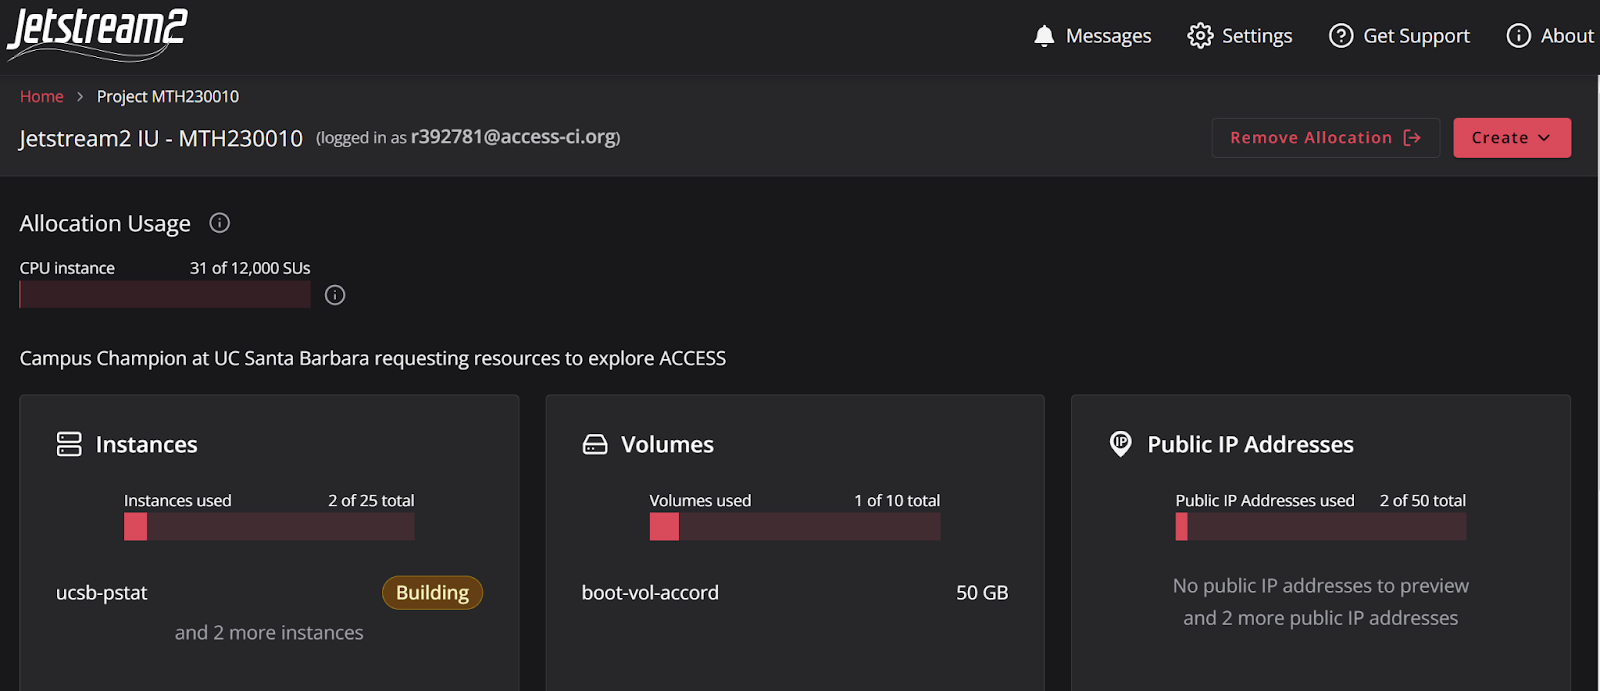 Jetstream2
Messages
Settings
Get Support
About
Home > Project MTH230010
Jetstream2 IU - MTH230010 (logged in as r392781@access-ci.org)
Remove Allocation
Create
Allocation Usage
CPU instance 31 of 12,000 SUs
Campus Champion at UC Santa Barbara requesting resources to explore ACCESS
Instances
Instances used 2 of 25 total
ucsb-pstat Building
and 2 more instances
Volumes
Volumes used 1 of 10 total
boot-vol-accord 50 GB
IP Public IP Addresses
Public IP Addresses used 2 of 50 total
No public IP addresses to preview
and 2 more public IP addresses